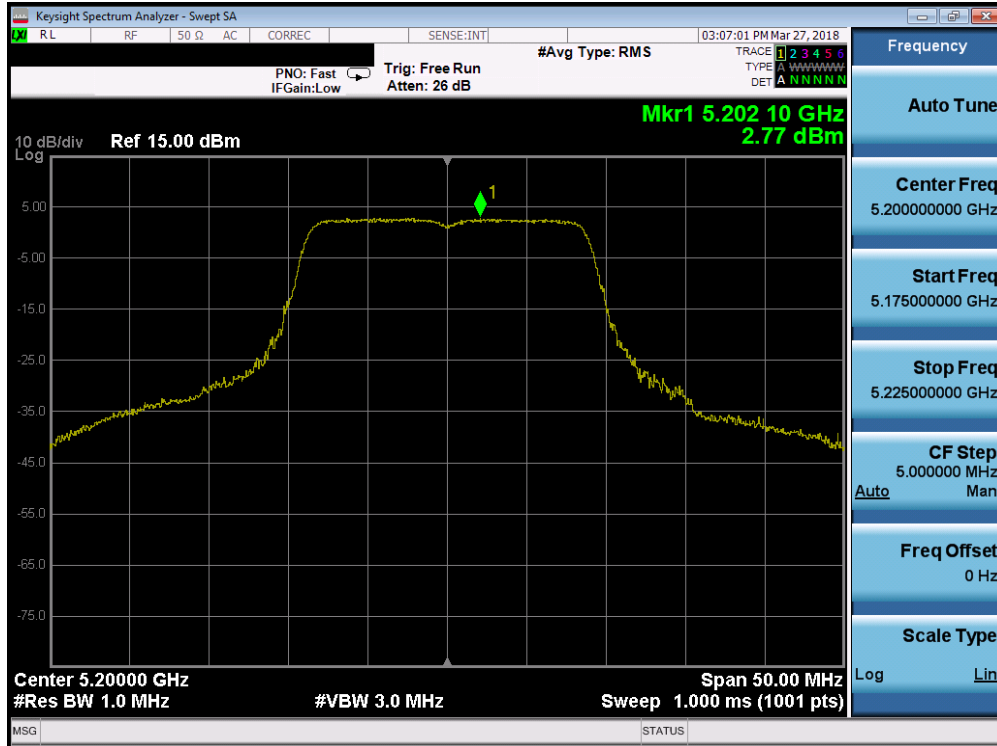 Keysight Spectrum Analyzer - Swept SA
LXI RL RF 50 Ω AC CORREC SENSE:INT 03:07:01 PM Mar 27, 2018
#Avg Type: RMS
TRACE 1 2 3 4 5 6
TYPE A WWWWW
DET A N N N N N
PNO: Fast
IFGain:Low
Trig: Free Run
Atten: 26 dB
Mkr1 5.202 10 GHz
2.77 dBm
10 dB/div Ref 15.00 dBm
Log
1
5.00
-5.00
-15.0
-25.0
-35.0
-45.0
-55.0
-65.0
-75.0
Center 5.20000 GHz Span 50.00 MHz
#Res BW 1.0 MHz #VBW 3.0 MHz Sweep 1.000 ms (1001 pts)
MSG STATUS
Frequency
Auto Tune
Center Freq
5.200000000 GHz
Start Freq
5.175000000 GHz
Stop Freq
5.225000000 GHz
CF Step
5.000000 MHz
Auto Man
Freq Offset
0 Hz
Scale Type
Log Lin